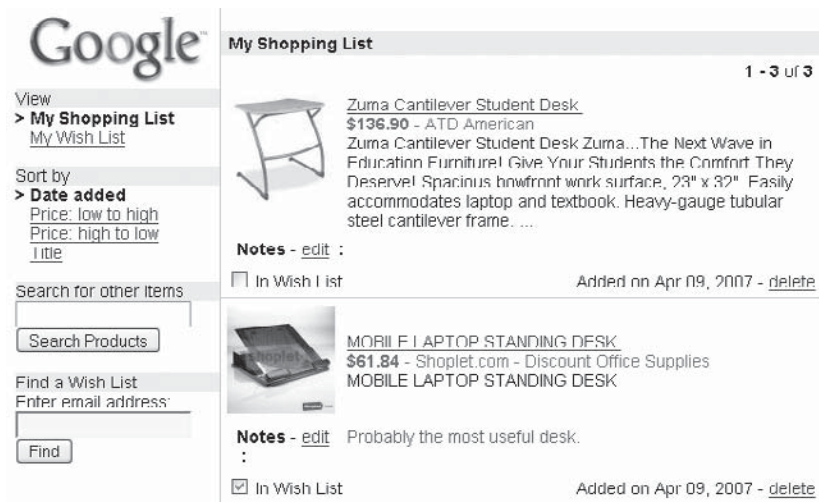 Google™
View
> My Shopping List
My Wish List
Sort by
> Date added
Price: low to high
Price: high to low
Title
Search for other Items
Search Products
Find a Wish List
Enter email address:
Find
My Shopping List
1 - 3 of 3
Zuma Cantilever Student Desk
$136.90 - ATD American
Zuma Cantilever Student Desk Zuma...The Next Wave in
Education Furniture! Give Your Students the Comfort They
Deserve! Spacious bowfront work surface, 23" x 32". Easily
accommodates laptop and textbook. Heavy-gauge tubular
steel cantilever frame. ...
Notes - edit :
In Wish List
Added on Apr 09, 2007 - delete
shoplet
MOBILE LAPTOP STANDING DESK
$61.84 - Shoplet.com - Discount Office Supplies
MOBILE LAPTOP STANDING DESK
Notes - edit Probably the most useful desk.
:
In Wish List
Added on Apr 09, 2007 - delete